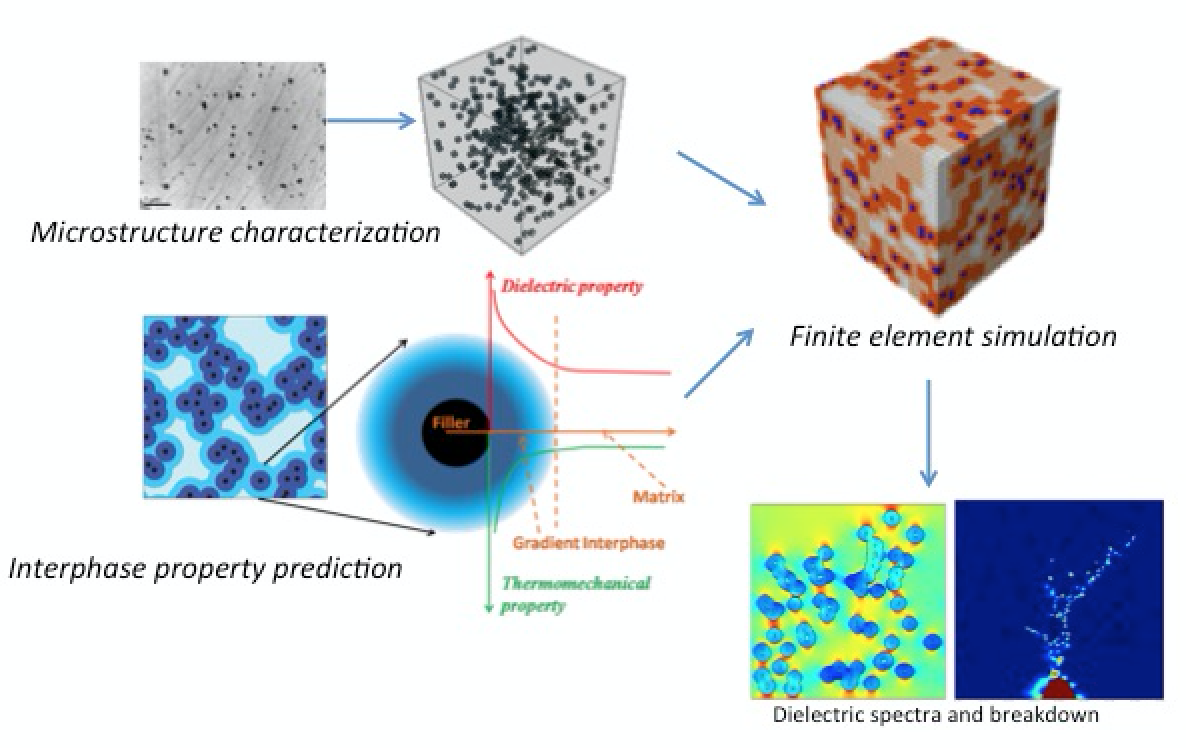 Microstructure characterization
Dielectric property
Finite element simulation
Filler
Matrix
Gradient Interphase
Interphase property prediction
Thermomechanical
property
Dielectric spectra and breakdown